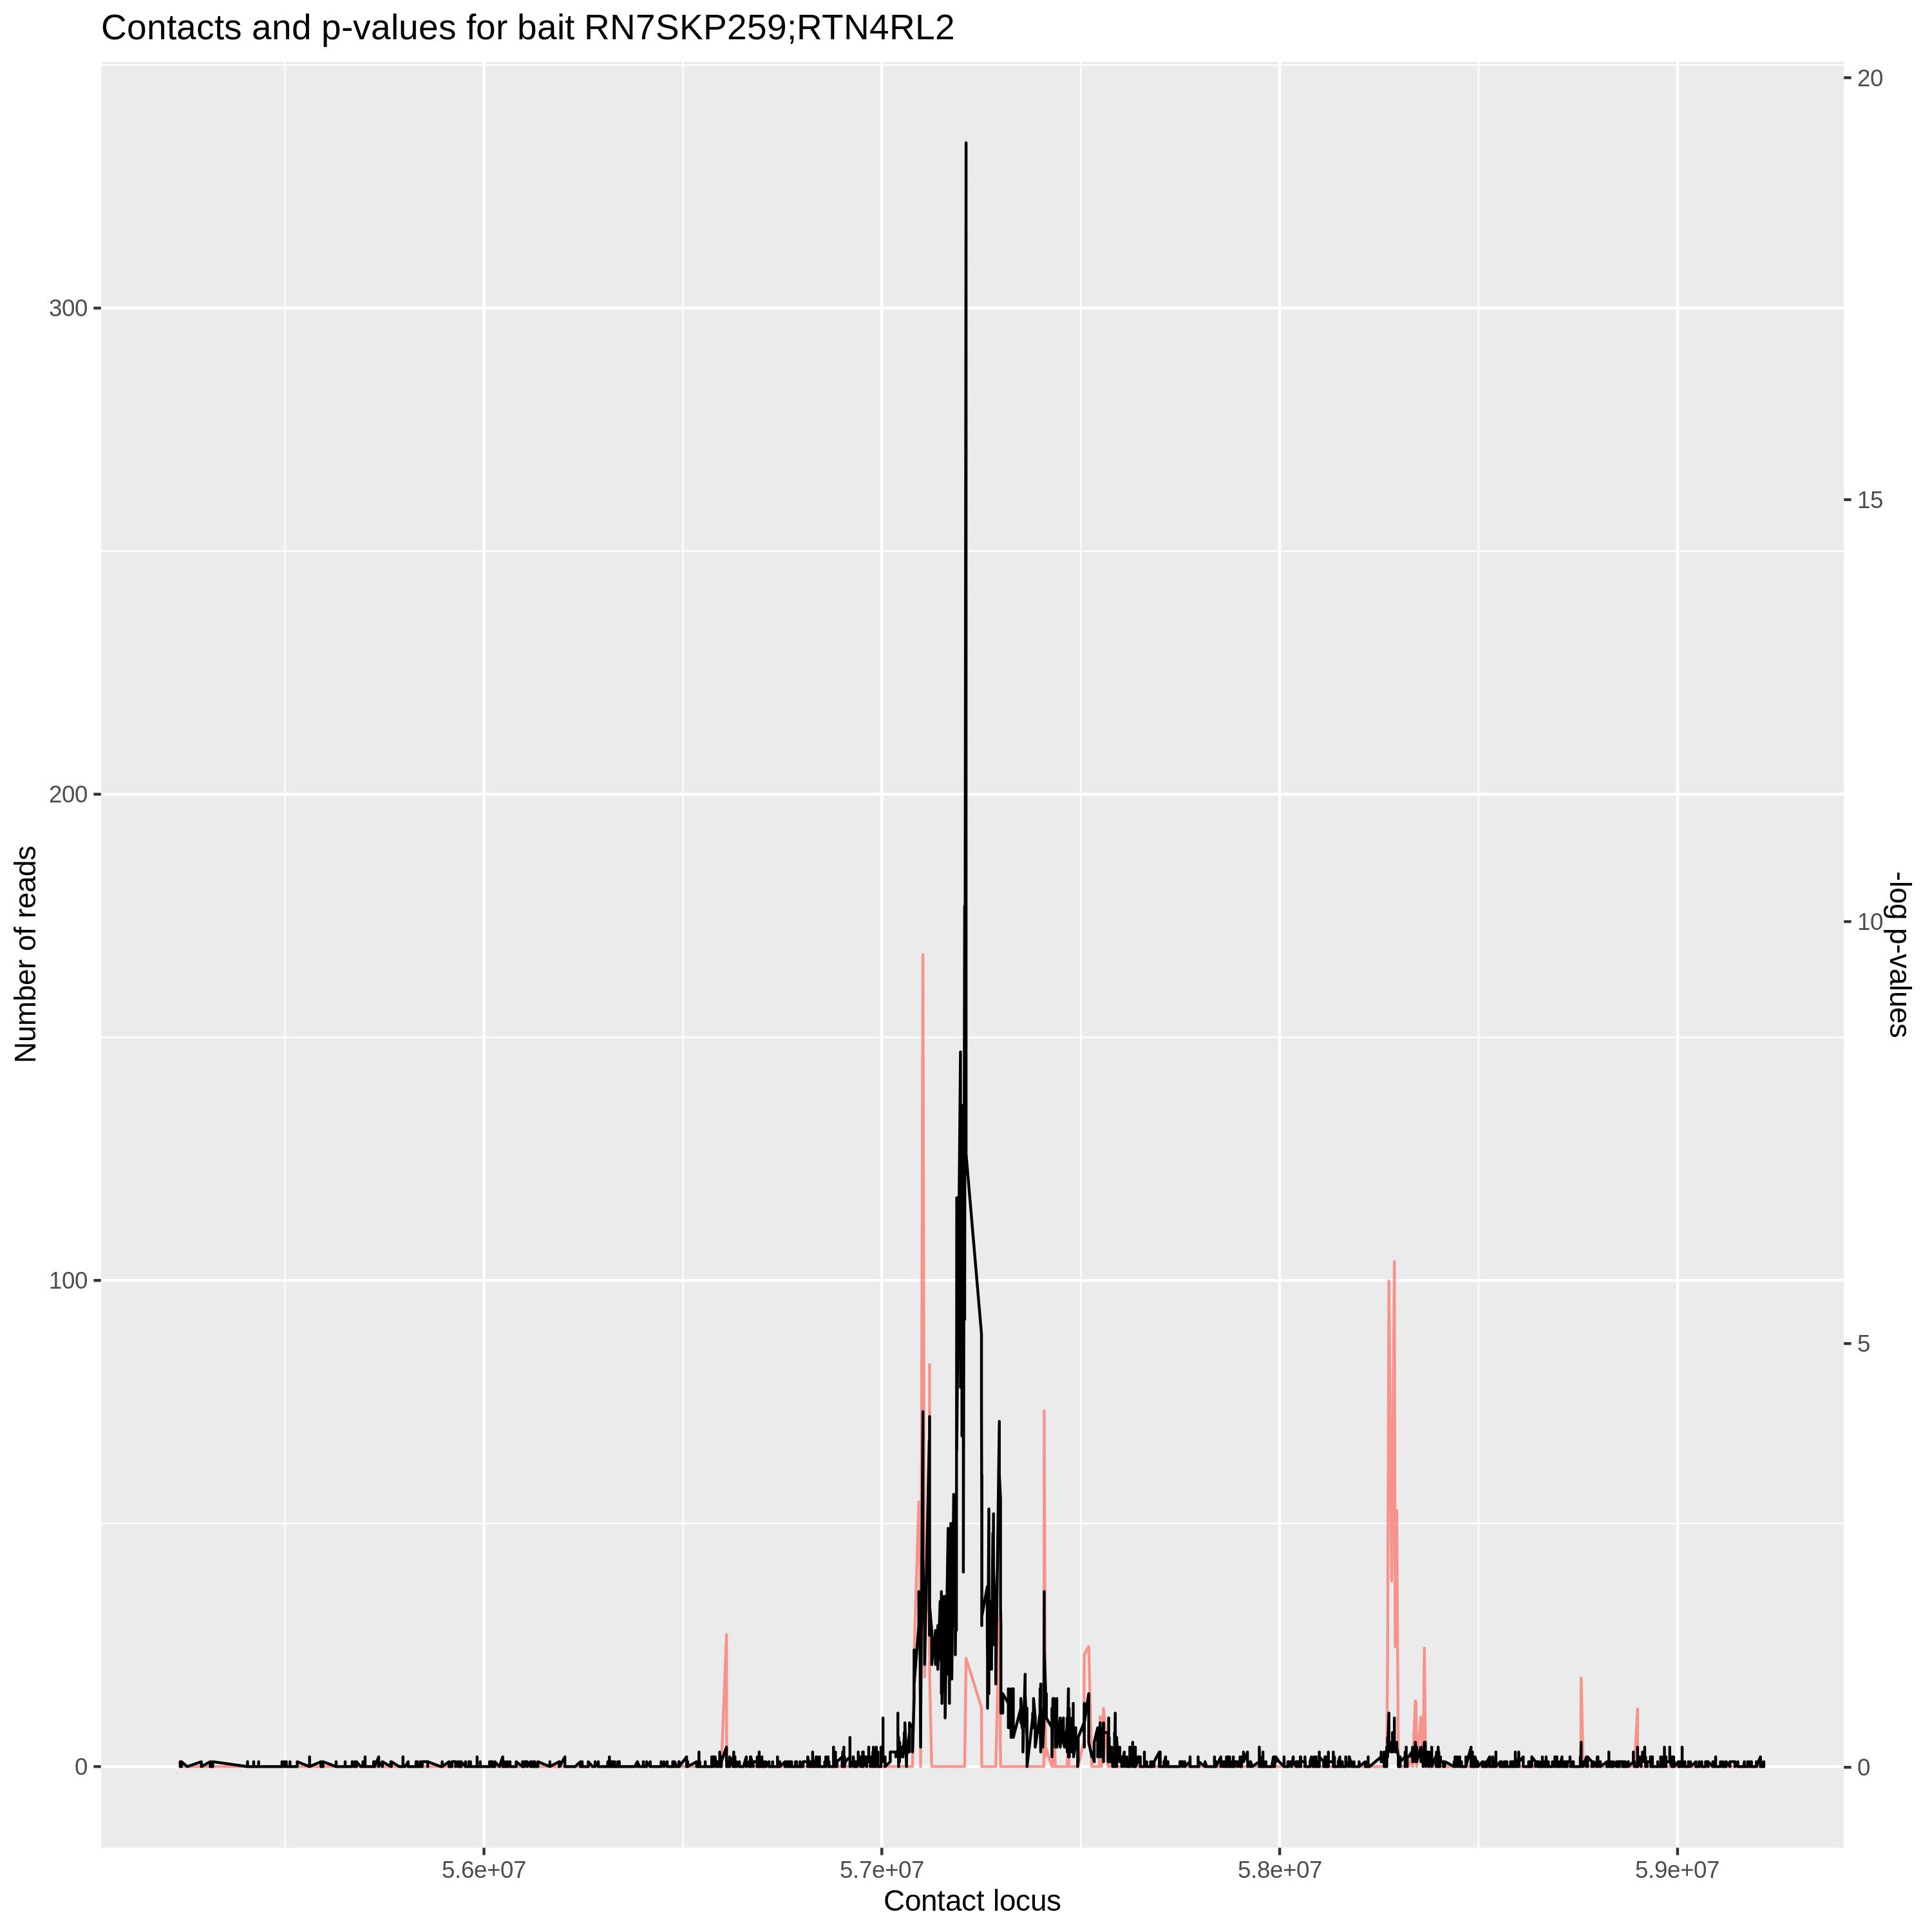 Contacts and p-values for bait RN7SKP259;RTN4RL2
20
300
15
200
Number of reads
10
-log p-values
100
5
0
0
5.6e+07
5.7e+07
5.8e+07
5.9e+07
Contact locus